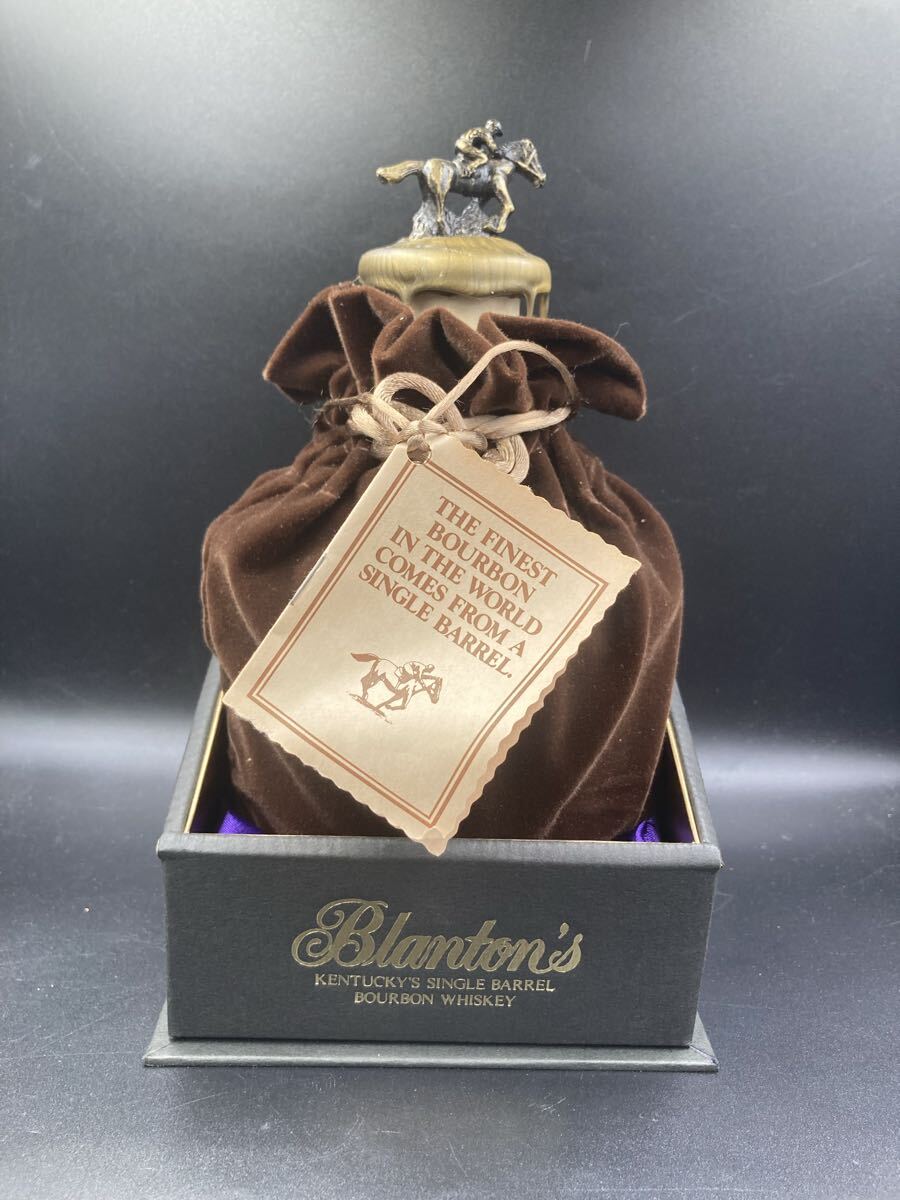 THE FINEST
BOURBON
IN THE WORLD
COMES FROM A
SINGLE BARREL.
Blanton's
KENTUCKY'S SINGLE BARREL
BOURBON WHISKEY